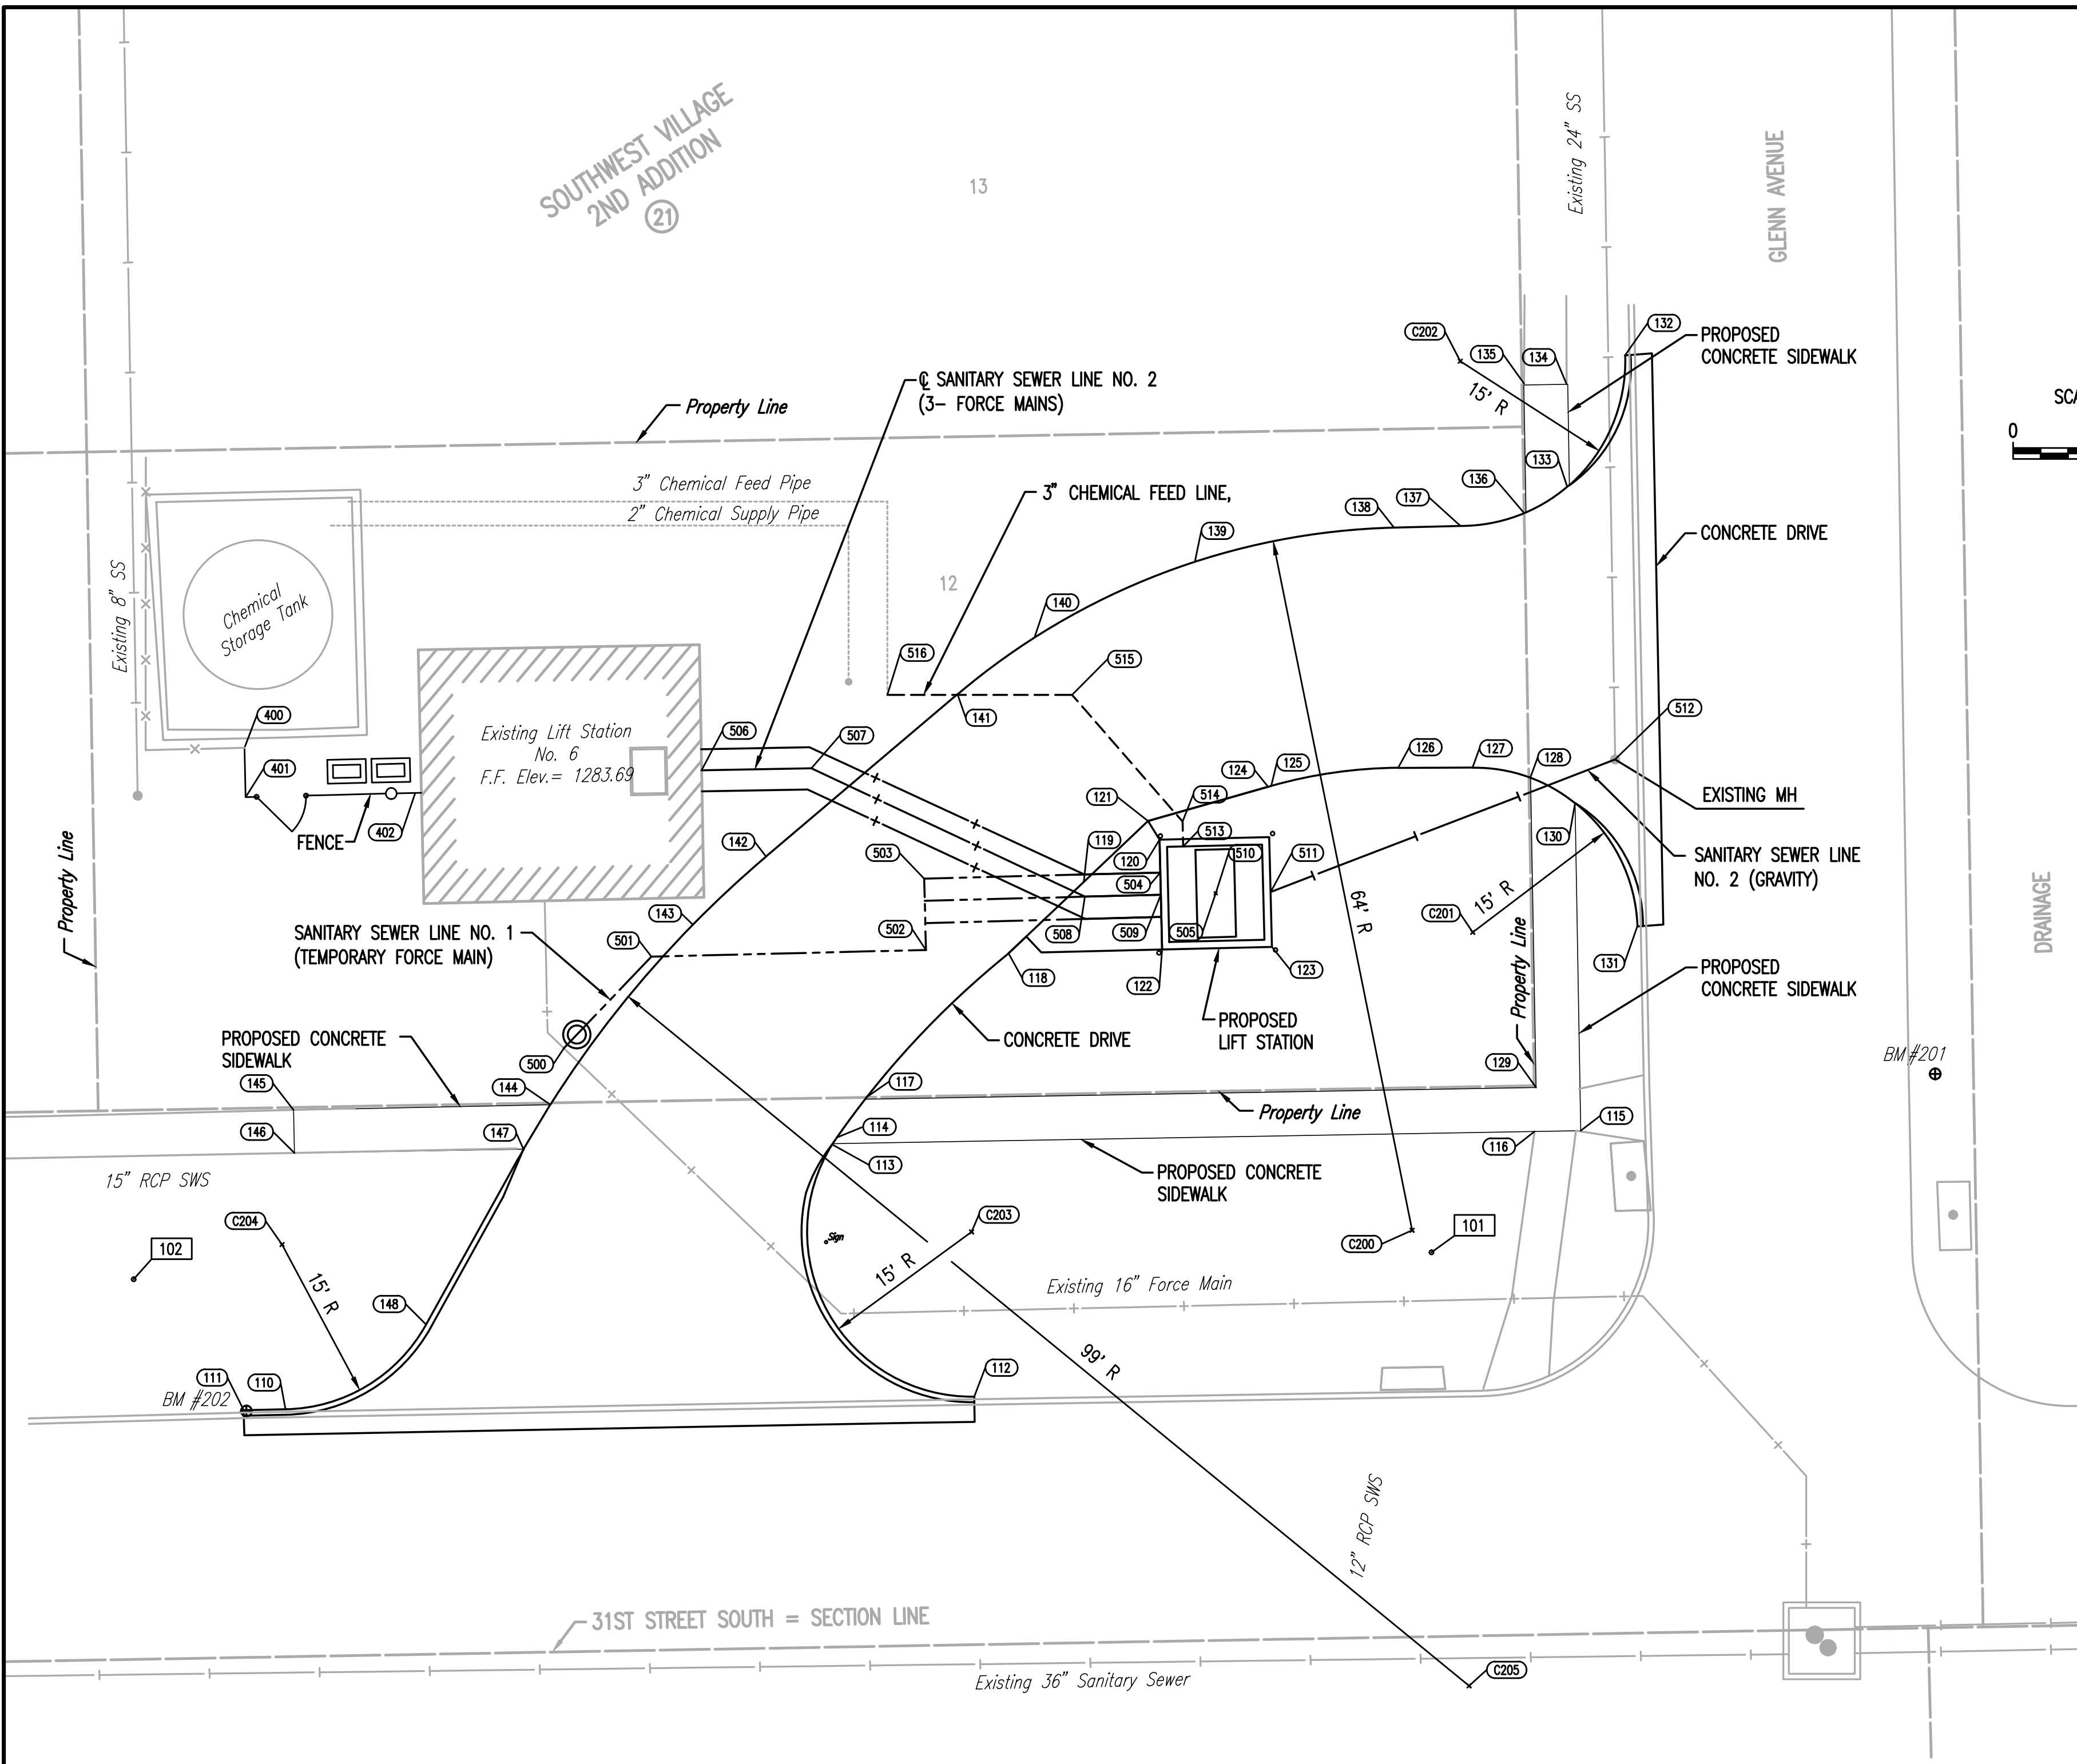 SOUTHWEST VILLAGE
2ND ADDITION
21
13
Existing 24" SS
GLENN AVENUE
C202
135
134
132
PROPOSED
CONCRETE SIDEWALK
15' R
SCA
0
℄ SANITARY SEWER LINE NO. 2
(3- FORCE MAINS)
Property Line
3" Chemical Feed Pipe
2" Chemical Supply Pipe
3" CHEMICAL FEED LINE,
133
136
137
138
139
CONCRETE DRIVE
Existing 8" SS
Chemical
Storage Tank
12
140
516
515
141
400
401
402
FENCE
Existing Lift Station
No. 6
F.F. Elev.= 1283.69
506
507
512
126
127
128
124
125
514
121
513
EXISTING MH
142
503
119
120
510
511
504
130
SANITARY SEWER LINE
NO. 2 (GRAVITY)
Property Line
143
501
502
508
509
505
64' R
C201
15' R
Property Line
DRAINAGE
SANITARY SEWER LINE NO. 1
(TEMPORARY FORCE MAIN)
118
122
123
131
PROPOSED
CONCRETE SIDEWALK
PROPOSED CONCRETE
SIDEWALK
500
CONCRETE DRIVE
PROPOSED
LIFT STATION
BM #201
145
144
117
129
146
147
114
113
Property Line
115
116
15" RCP SWS
PROPOSED CONCRETE
SIDEWALK
C204
102
C203
Sign
C200
101
15' R
15' R
Existing 16" Force Main
148
99' R
111
110
BM #202
112
12" RCP SWS
31ST STREET SOUTH = SECTION LINE
Existing 36" Sanitary Sewer
C205